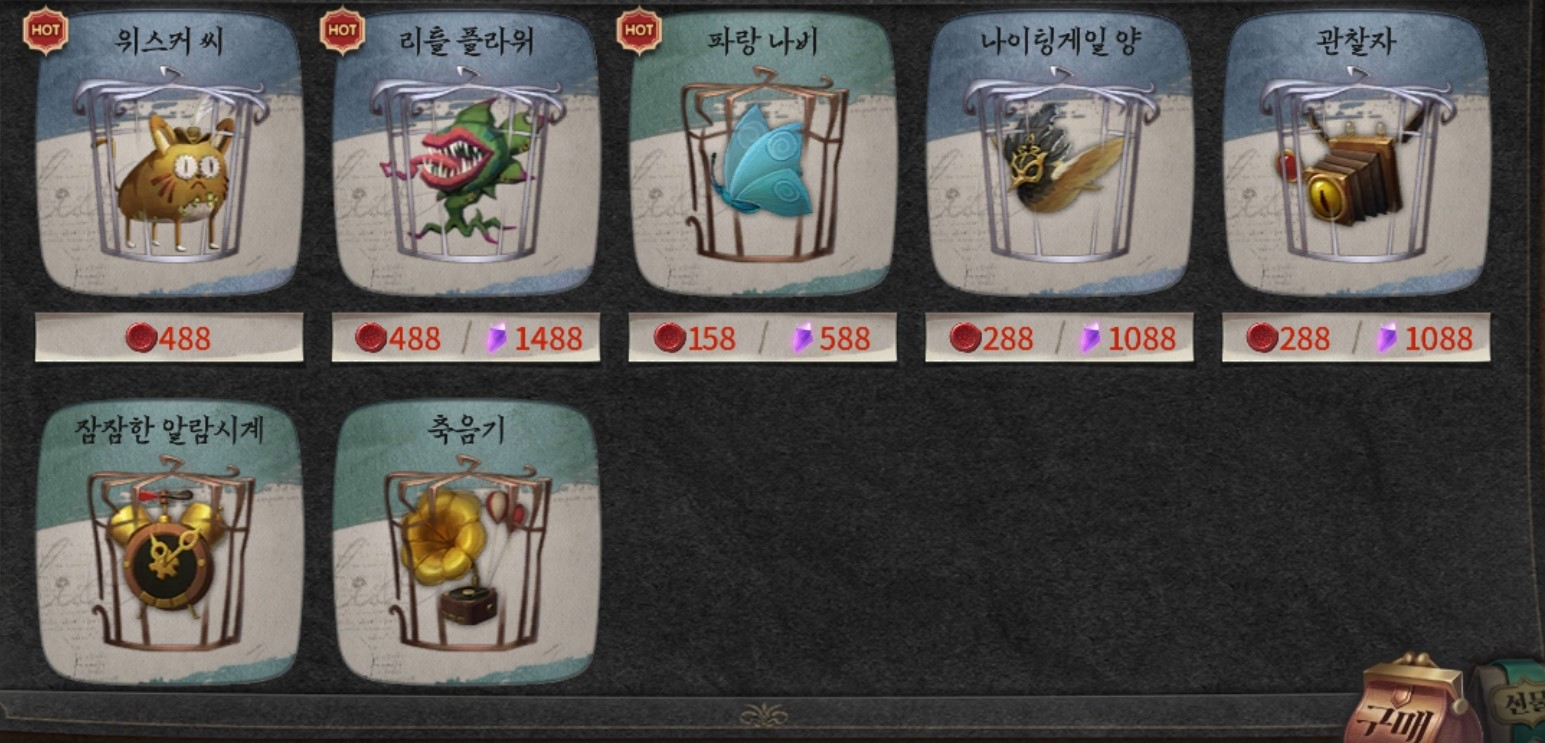 HOT
위스커 씨
HOT
리틀 플라워
HOT
파랑 나비
나이팅게일 양
관찰자
488
488 / 1488
158 / 588
288 / 1088
288 / 1088
잠잠한 알람시계
축음기
구매
선물